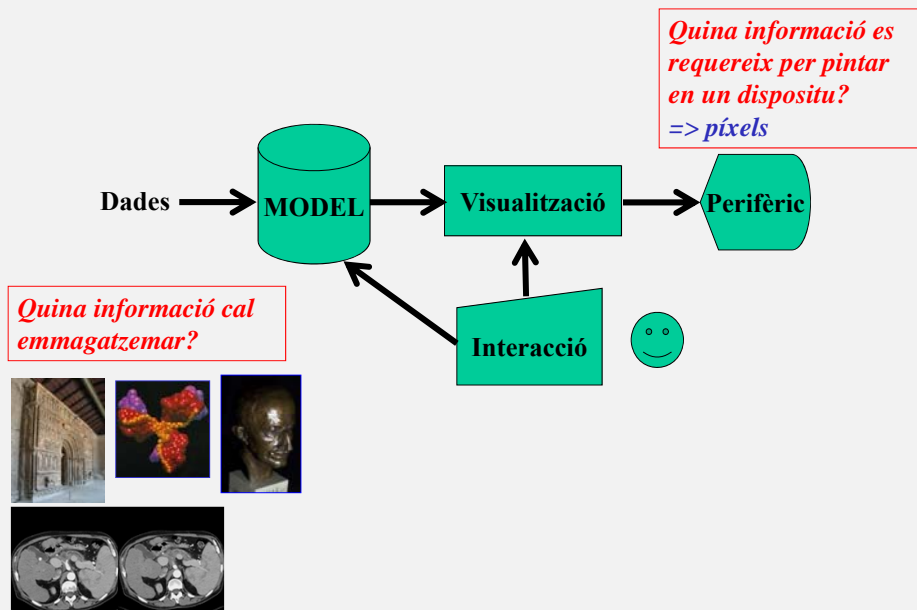 Quina informació es
requereix per pintar
en un dispositu?
=> píxels
Dades
MODEL
Visualització
Perifèric
Quina informació cal
emmagatzemar?
Interacció